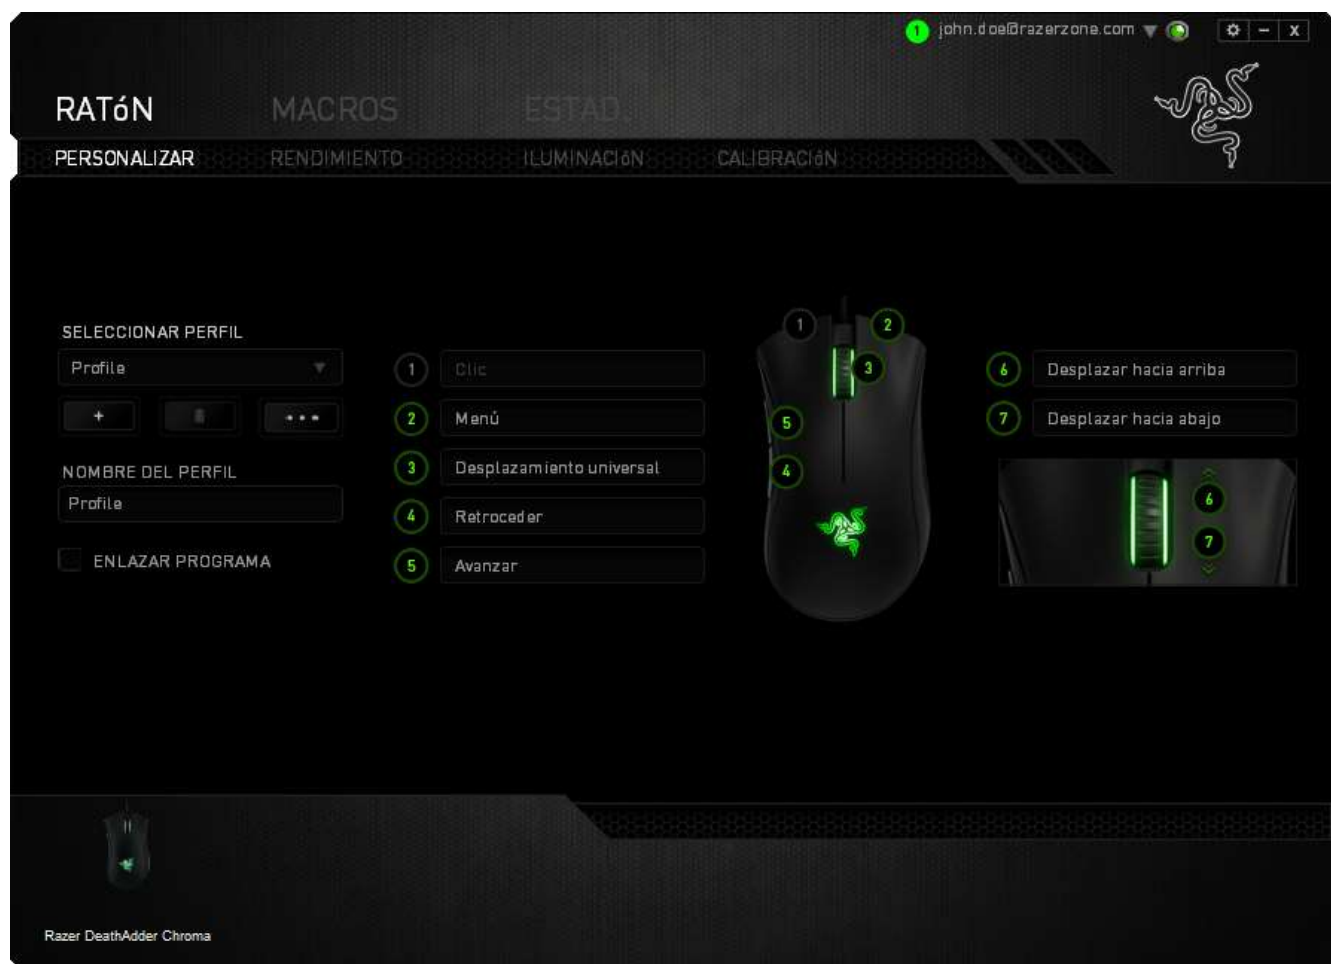 1 john.doe@razerzone.com
RATóN MACROS ESTAD.
PERSONALIZAR RENDIMIENTO ILUMINACIóN CALIBRACIóN
SELECCIONAR PERFIL
Profile
NOMBRE DEL PERFIL
Profile
ENLAZAR PROGRAMA
1 Clic
2 Menú
3 Desplazamiento universal
4 Retroceder
5 Avanzar
1 2
3
5
4
6 Desplazar hacia arriba
7 Desplazar hacia abajo
6
7
Razer DeathAdder Chroma